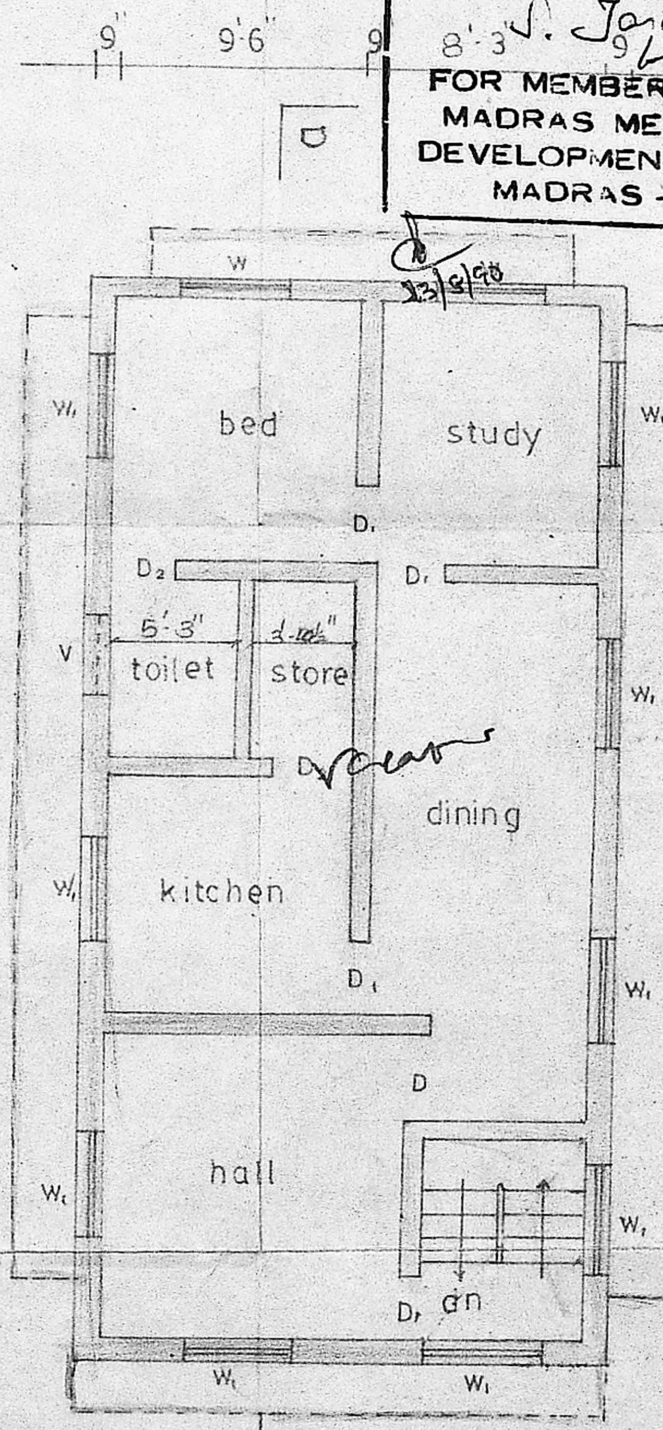 9" 9'6" 9 8'-3" 9
FOR MEMBER
MADRAS ME
DEVELOPMEN
MADRAS -
D
W
23/8/90
W₁ bed study W₁
D₁
D₂ D₁
5'-3"
V toilet store W₁
D
dining
W₁ kitchen
D₁ W₁
D
W₁ hall W₁
D₁ dn
W₁ W₁